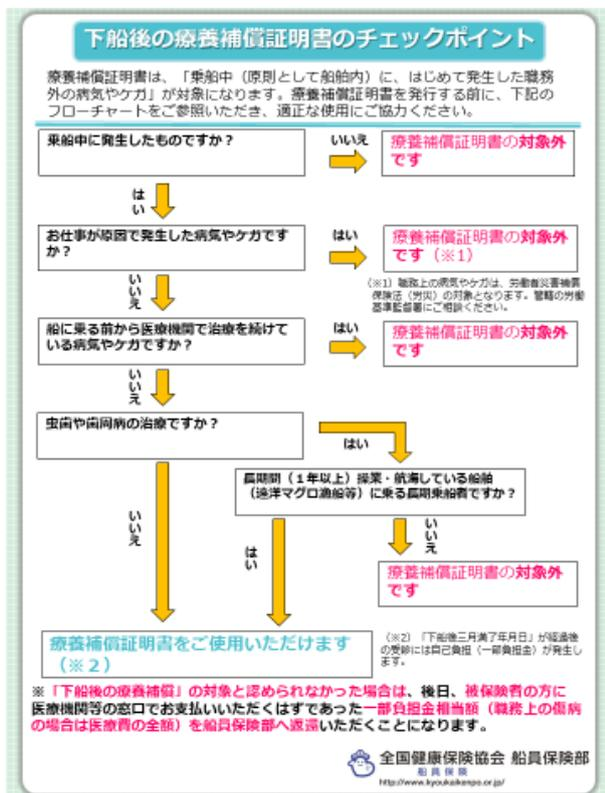 下船後の療養補償証明書のチェックポイント
療養補償証明書は、「乗船中（原則として船舶内）に、はじめて発生した職務
外の病気やケガ」が対象になります。療養補償証明書を発行する前に、下記の
フローチャートをご参照いただき、適正な使用にご協力ください。
乗船中に発生したものですか？
いいえ
療養補償証明書の対象外
です
はい
お仕事が原因で発生した病気やケガです
か？
はい
療養補償証明書の対象外
です（※1）
（※1）職務上の病気やケガは、労働者災害補償
保険法（労災）の対象となります。管轄の労働
基準監督署にご相談ください。
いいえ
船に乗る前から医療機関で治療を続けて
いる病気やケガですか？
はい
療養補償証明書の対象外
です
いいえ
虫歯や歯周病の治療ですか？
はい
長期間（１年以上）操業・航海している船舶
（遠洋マグロ漁船等）に乗る長期乗船者ですか？
いいえ
はい
いいえ
療養補償証明書の対象外
です
療養補償証明書をご使用いただけます
（※２）
（※2）「下船後三月満了年月日」が経過後
の受診には自己負担（一部負担金）が発生し
ます。
※「下船後の療養補償」の対象と認められなかった場合は、後日、被保険者の方に
医療機関等の窓口でお支払いいただくはずであった一部負担金相当額（職務上の傷病
の場合は医療費の全額）を船員保険部へ返還いただくことになります。
全国健康保険協会 船員保険部
船員保険
http://www.kyoukaikenpo.or.jp/